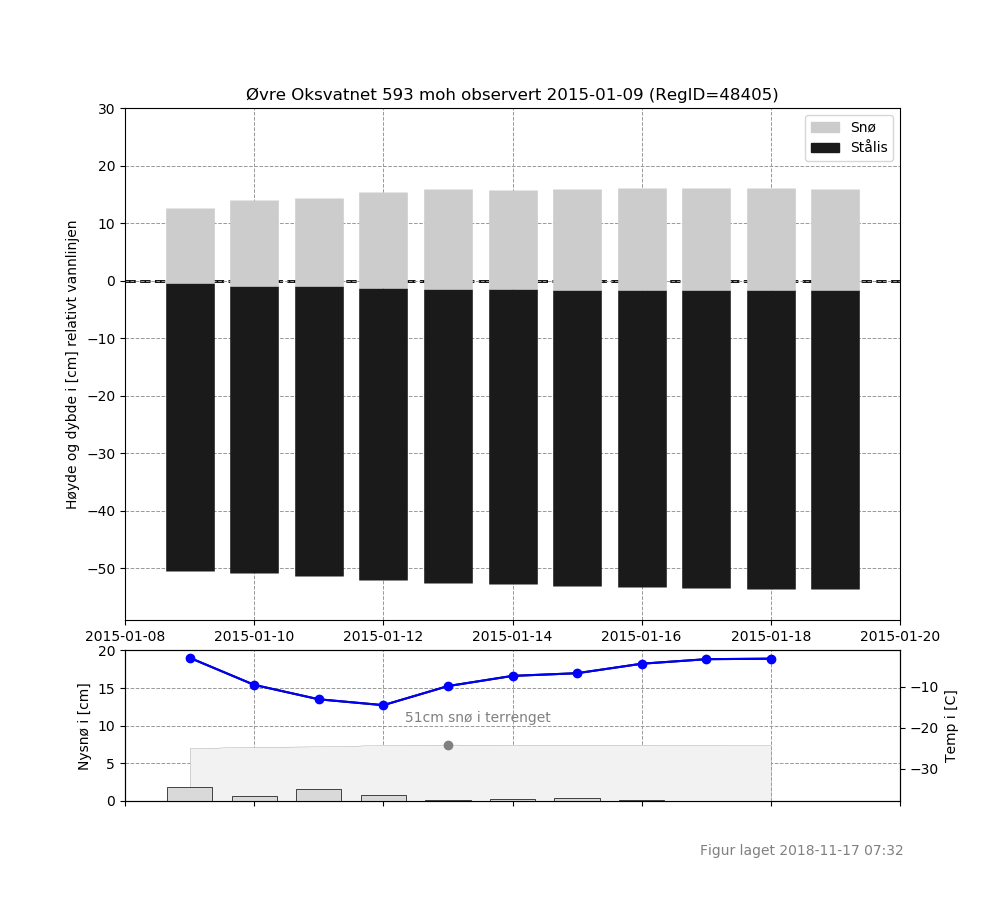 Øvre Oksvatnet 593 moh observert 2015-01-09 (RegID=48405)
Snø
Stålis
30
20
10
0
−10
−20
−30
−40
−50
Høyde og dybde i [cm] relativt vannlinjen
2015-01-08 2015-01-10 2015-01-12 2015-01-14 2015-01-16 2015-01-18 2015-01-20
20
15
10
5
0
Nysnø i [cm]
51cm snø i terrenget
−10
−20
−30
Temp i [C]
Figur laget 2018-11-17 07:32